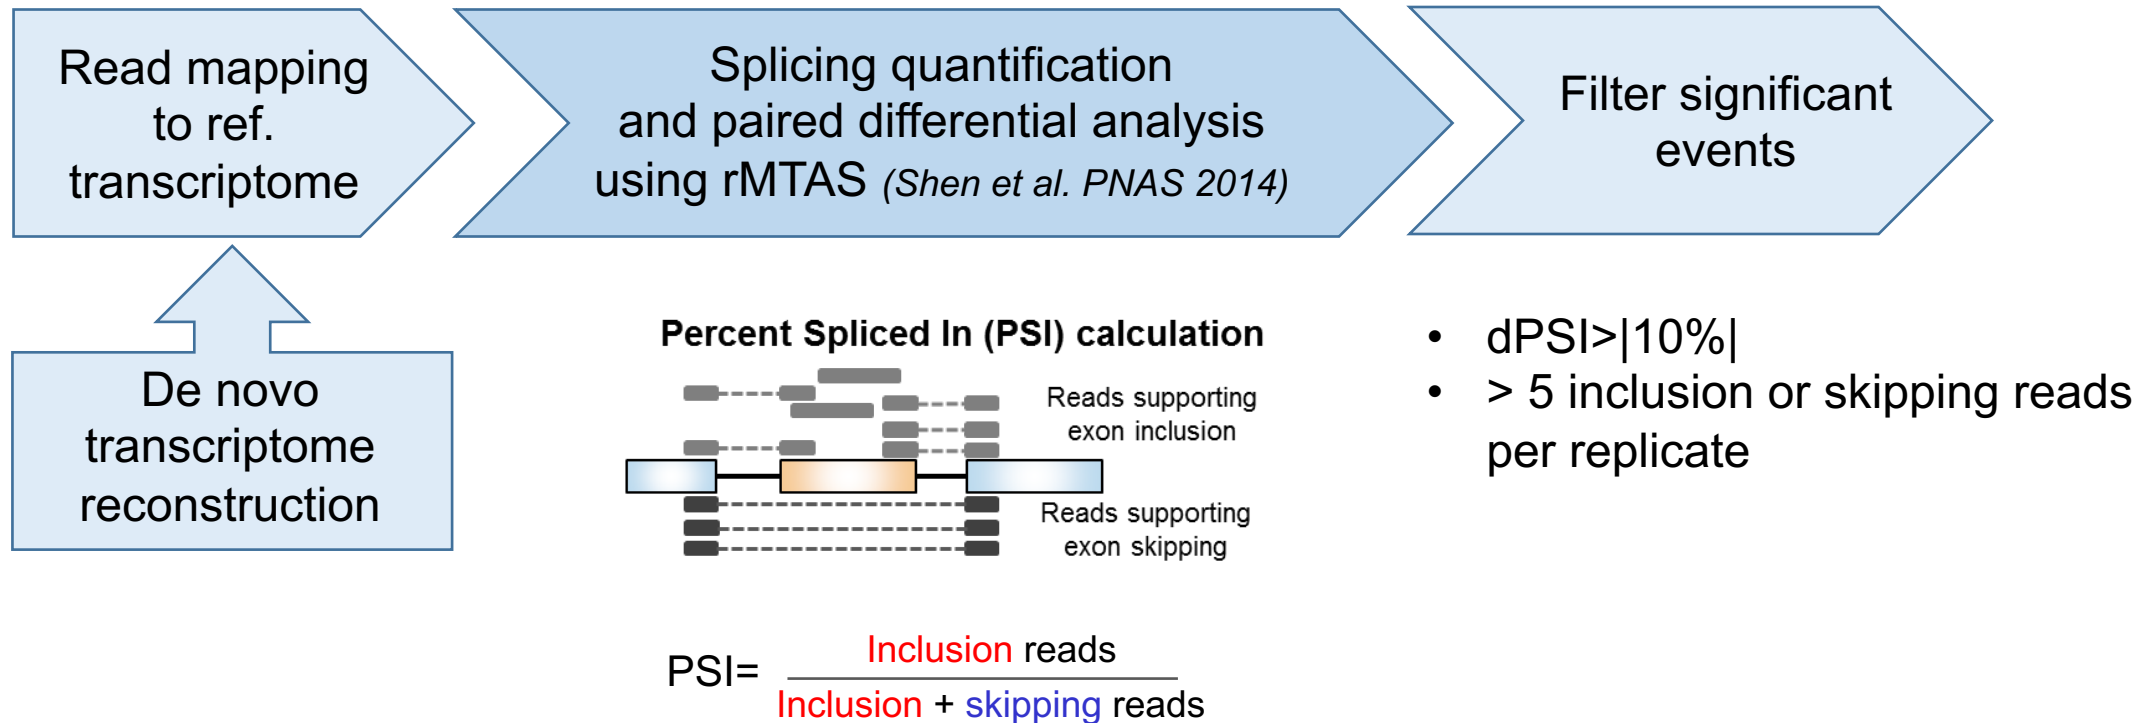 Read mapping
to ref.
transcriptome
Splicing quantification
and paired differential analysis
using rMTAS (Shen et al. PNAS 2014)
Filter significant
events
De novo
transcriptome
reconstruction
Percent Spliced In (PSI) calculation
Reads supporting
exon inclusion
Reads supporting
exon skipping
PSI=
Inclusion reads
Inclusion + skipping reads
• dPSI>|10%|
• > 5 inclusion or skipping reads
per replicate